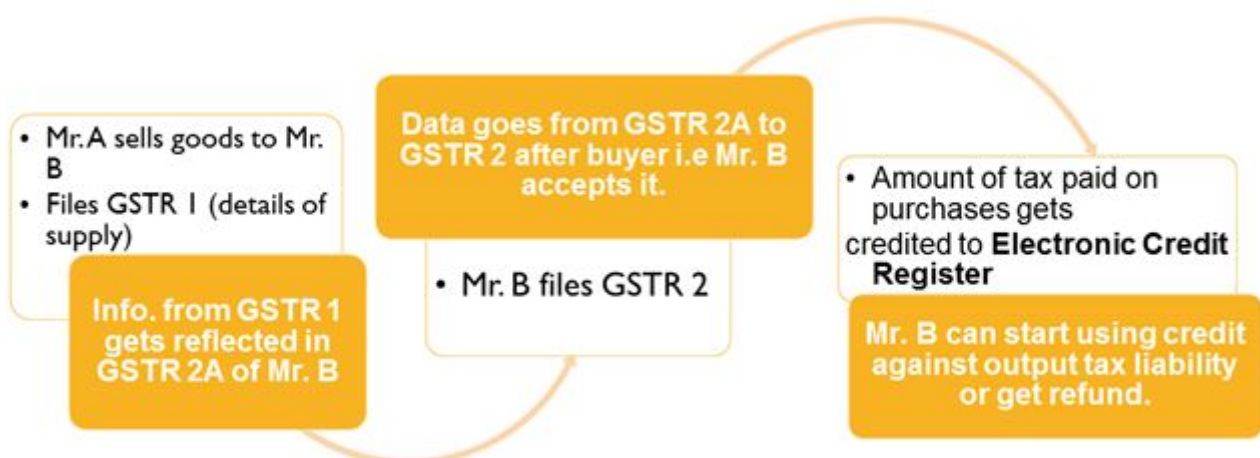 • Mr. A sells goods to Mr.
B
• Files GSTR 1 (details of
supply)
Info. from GSTR 1
gets reflected in
GSTR 2A of Mr. B
Data goes from GSTR 2A to
GSTR 2 after buyer i.e Mr. B
accepts it.
• Mr. B files GSTR 2
• Amount of tax paid on
purchases gets
credited to Electronic Credit
Register
Mr. B can start using credit
against output tax liability
or get refund.